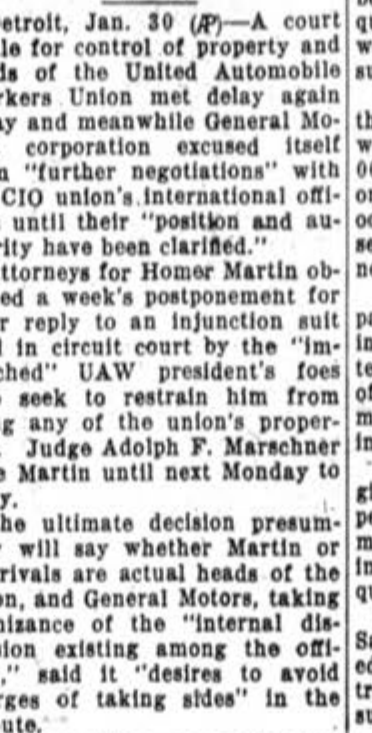 etroit, Jan. 30 (AP)—A court
le for control of property and
ds of the United Automobile
rkers Union met delay again
ay and meanwhile General Mo-
corporation excused itself
m "further negotiations" with
CIO union's international offi-
until their "position and au-
rity have been clarified."
ttorneys for Homer Martin ob-
ed a week's postponement for
r reply to an injunction suit
d in circuit court by the "im-
ched" UAW president's foes
seek to restrain him from
g any of the union's proper-
Judge Adolph F. Marschner
e Martin until next Monday to
y.
he ultimate decision presum-
y will say whether Martin or
rivals are actual heads of the
on, and General Motors, taking
nizance of the "internal dis-
sion existing among the offi-
," said it "desires to avoid
rges of taking sides" in the
ute.